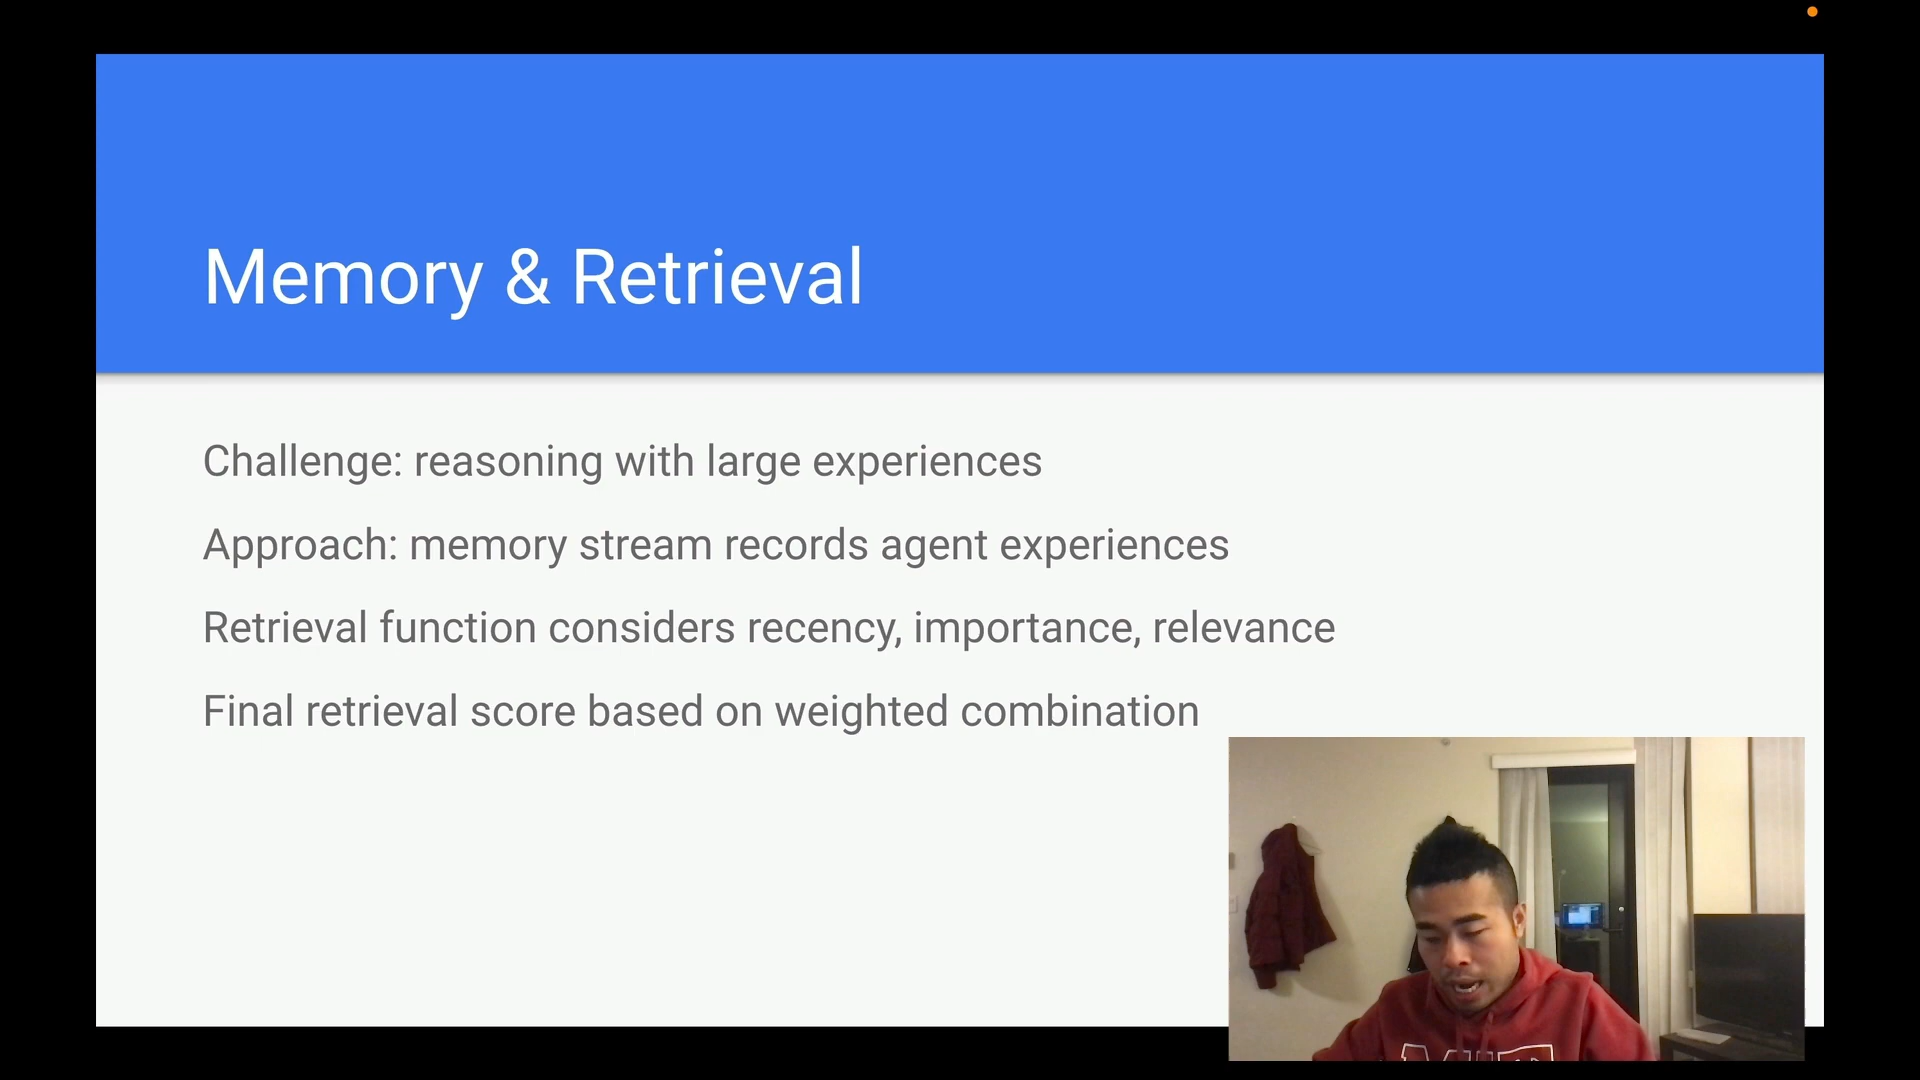 Memory & Retrieval
Challenge: reasoning with large experiences
Approach: memory stream records agent experiences
Retrieval function considers recency, importance, relevance
Final retrieval score based on weighted combination